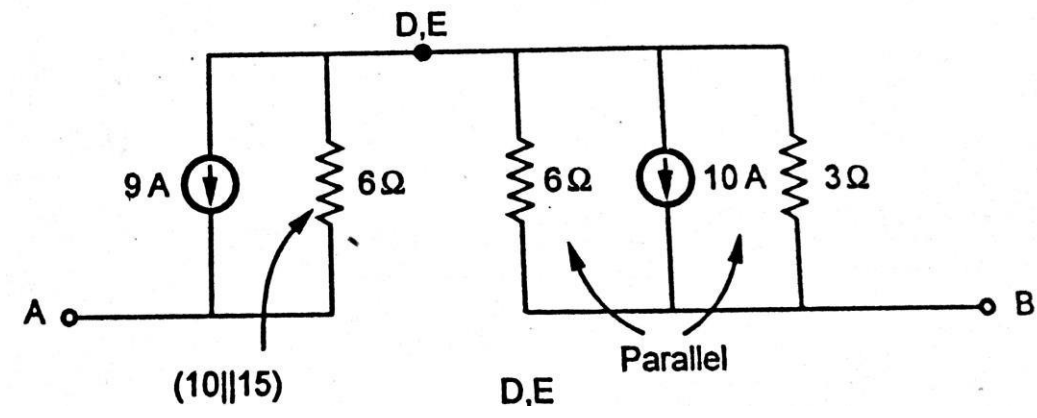 D,E
9 A
6Ω
6Ω
10 A
3Ω
A
B
(10||15)
Parallel
D,E